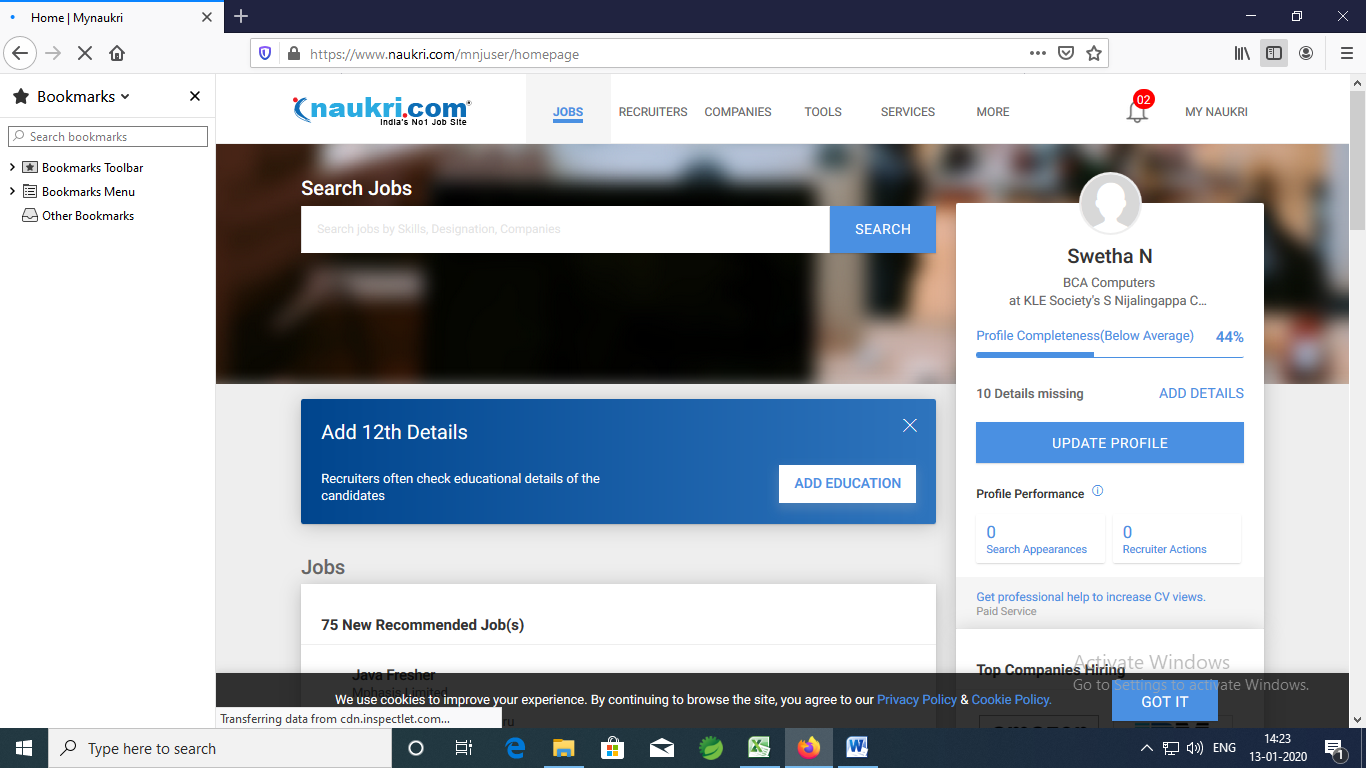 Home | Mynaukri
https://www.naukri.com/mnjuser/homepage
Bookmarks
Search bookmarks
Bookmarks Toolbar
Bookmarks Menu
Other Bookmarks
naukri.com
India's No1 Job Site
JOBS
RECRUITERS
COMPANIES
TOOLS
SERVICES
MORE
02
MY NAUKRI
Search Jobs
Search jobs by Skills, Designation, Companies
SEARCH
Swetha N
BCA Computers
at KLE Society's S Nijalingappa C...
Profile Completeness(Below Average) 44%
10 Details missing ADD DETAILS
UPDATE PROFILE
Profile Performance
0
Search Appearances
0
Recruiter Actions
Get professional help to increase CV views.
Paid Service
Top Companies Hiring
Add 12th Details
Recruiters often check educational details of the
candidates
ADD EDUCATION
Jobs
75 New Recommended Job(s)
Java Fresher
Limited
We use cookies to improve your experience. By continuing to browse the site, you agree to our Privacy Policy & Cookie Policy.
GOT IT
Activate Windows
Go to Settings to activate Windows.
Transferring data from cdn.inspectlet.com...
Type here to search
ENG
14:23
13-01-2020
1